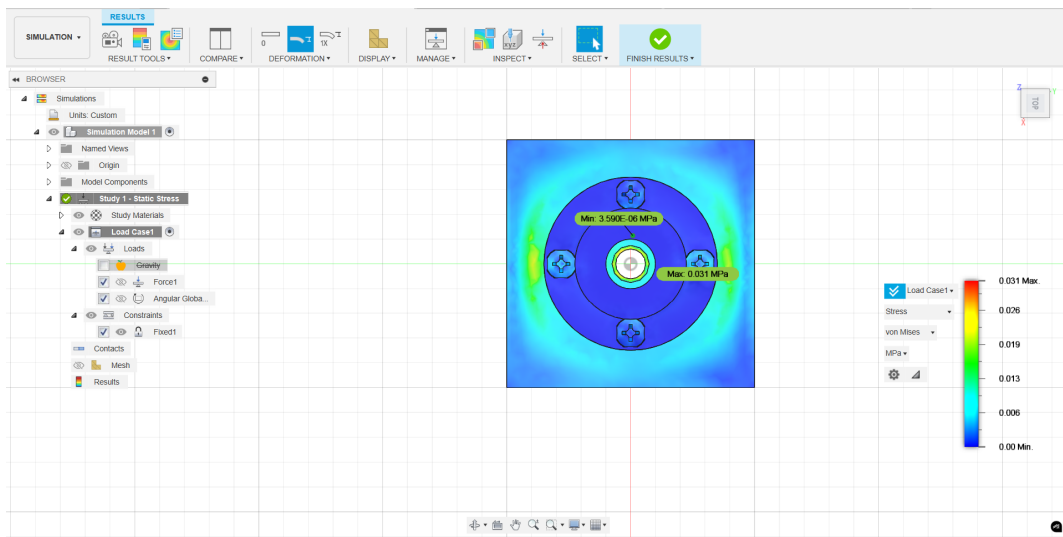 RESULTS
SIMULATION
0
1X
xyz
RESULT TOOLS
COMPARE
DEFORMATION
DISPLAY
MANAGE
INSPECT
SELECT
FINISH RESULTS
BROWSER
Simulations
Units: Custom
Simulation Model 1
Named Views
Origin
Model Components
Study 1 - Static Stress
Study Materials
Load Case1
Loads
Gravity
Force1
Angular Globa...
Constraints
Fixed1
Contacts
Mesh
Results
Min: 3.590E-06 MPa
Max: 0.031 MPa
Z
Y
TOP
X
Load Case1
Stress
von Mises
MPa
0.031 Max.
0.026
0.019
0.013
0.006
0.00 Min.